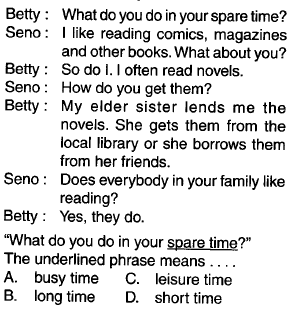 Betty : What do you do in your spare time?
Seno : I like reading comics, magazines
and other books. What about you?
Betty : So do I. I often read novels.
Seno : How do you get them?
Betty : My elder sister lends me the
novels. She gets them from the
local library or she borrows them
from her friends.
Seno : Does everybody in your family like
reading?
Betty : Yes, they do.
“What do you do in your spare time?”
The underlined phrase means . . . .
A. busy time C. leisure time
B. long time D. short time